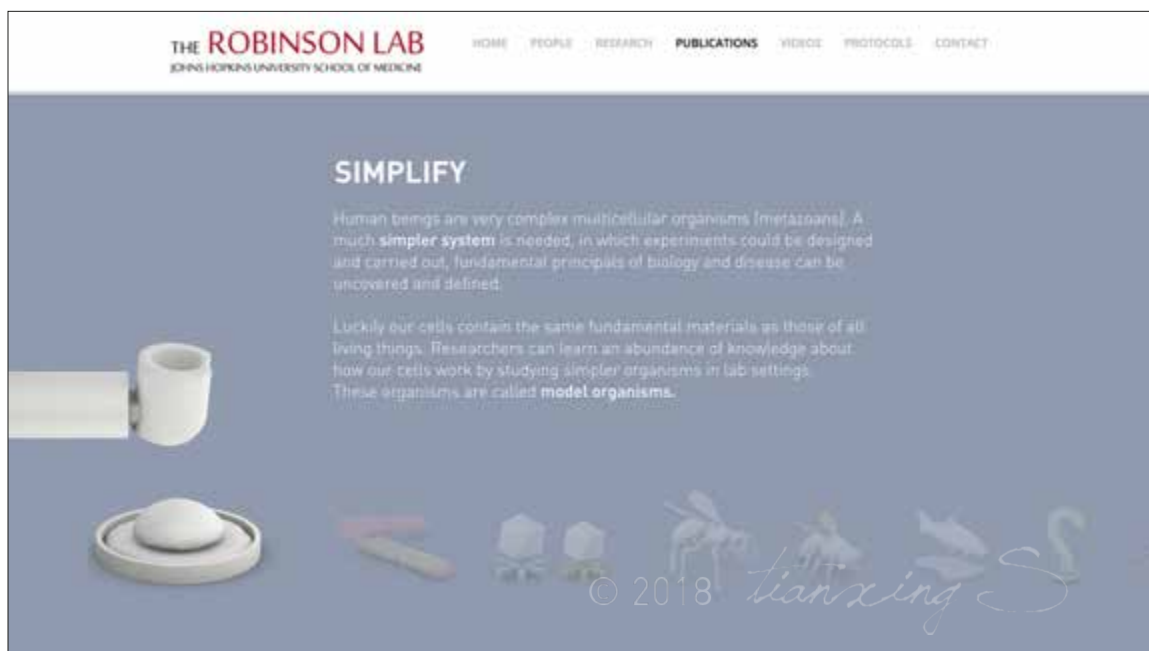 THE ROBINSON LAB
JOHNS HOPKINS UNIVERSITY SCHOOL OF MEDICINE
HOME PEOPLE RESEARCH PUBLICATIONS VIDEOS PROTOCOLS CONTACT
SIMPLIFY
Human beings are very complex multicellular organisms (metazoans). A
much simpler system is needed, in which experiments could be designed
and carried out, fundamental principals of biology and disease can be
uncovered and defined.
Luckily our cells contain the same fundamental materials as those of all
living things. Researchers can learn an abundance of knowledge about
how our cells work by studying simpler organisms in lab settings.
These organisms are called model organisms.
© 2018 tianxing S